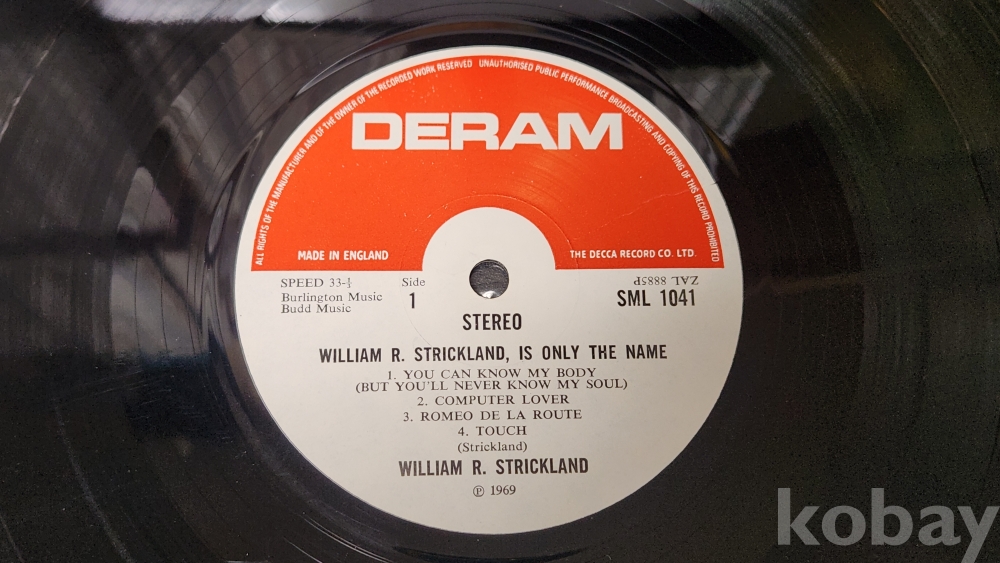 ALL RIGHTS OF THE MANUFACTURER AND OF THE OWNER OF THE RECORDED WORK RESERVED UNAUTHORISED PUBLIC PERFORMANCE BROADCASTING AND COPYING OF THIS RECORD PROHIBITED
DERAM
MADE IN ENGLAND THE DECCA RECORD CO. LTD.
SPEED 33-⅓ Side ZAL 8885P
Burlington Music 1 SML 1041
Budd Music
STEREO
WILLIAM R. STRICKLAND, IS ONLY THE NAME
1. YOU CAN KNOW MY BODY
(BUT YOU'LL NEVER KNOW MY SOUL)
2. COMPUTER LOVER
3. ROMEO DE LA ROUTE
4. TOUCH
(Strickland)
WILLIAM R. STRICKLAND
℗ 1969
kobay